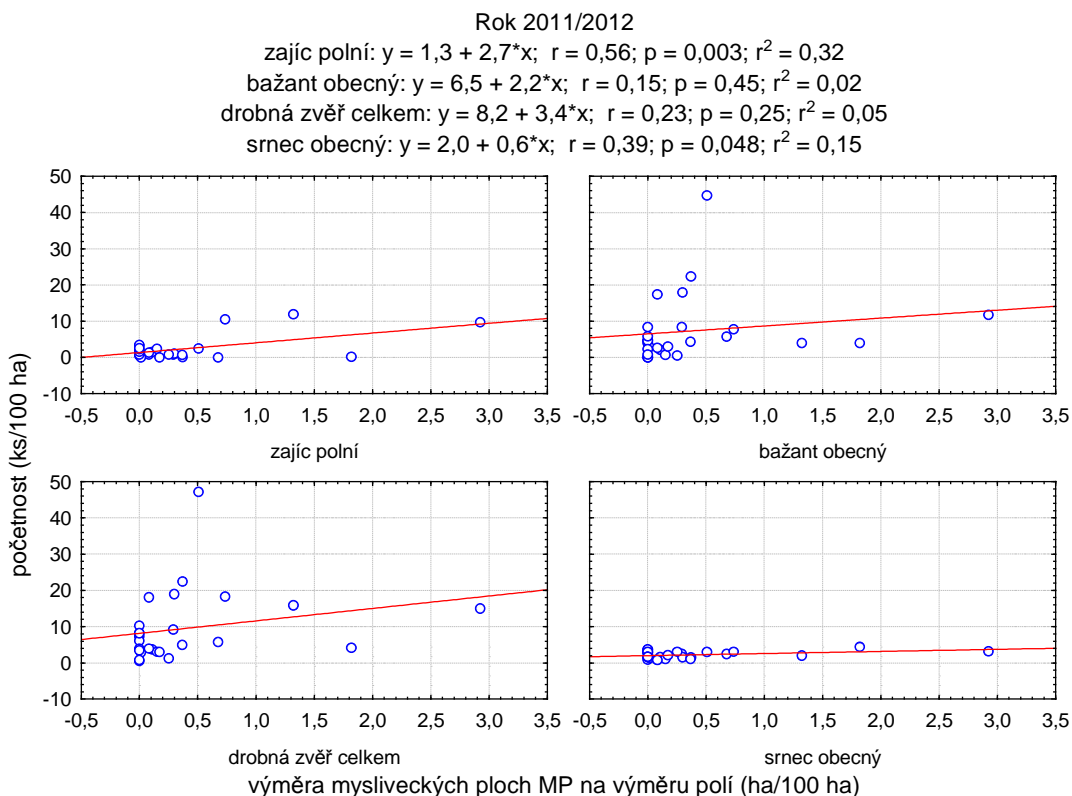 Rok 2011/2012
zajíc polní: y = 1,3 + 2,7*x;  r = 0,56; p = 0,003; r² = 0,32
bažant obecný: y = 6,5 + 2,2*x;  r = 0,15; p = 0,45; r² = 0,02
drobná zvěř celkem: y = 8,2 + 3,4*x;  r = 0,23; p = 0,25; r² = 0,05
srnec obecný: y = 2,0 + 0,6*x;  r = 0,39; p = 0,048; r² = 0,15
početnost (ks/100 ha)
50
40
30
20
10
0
-10
-0,5 0,0 0,5 1,0 1,5 2,0 2,5 3,0 3,5
zajíc polní
-0,5 0,0 0,5 1,0 1,5 2,0 2,5 3,0 3,5
bažant obecný
50
40
30
20
10
0
-10
-0,5 0,0 0,5 1,0 1,5 2,0 2,5 3,0 3,5
drobná zvěř celkem
-0,5 0,0 0,5 1,0 1,5 2,0 2,5 3,0 3,5
srnec obecný
výměra mysliveckých ploch MP na výměru polí (ha/100 ha)